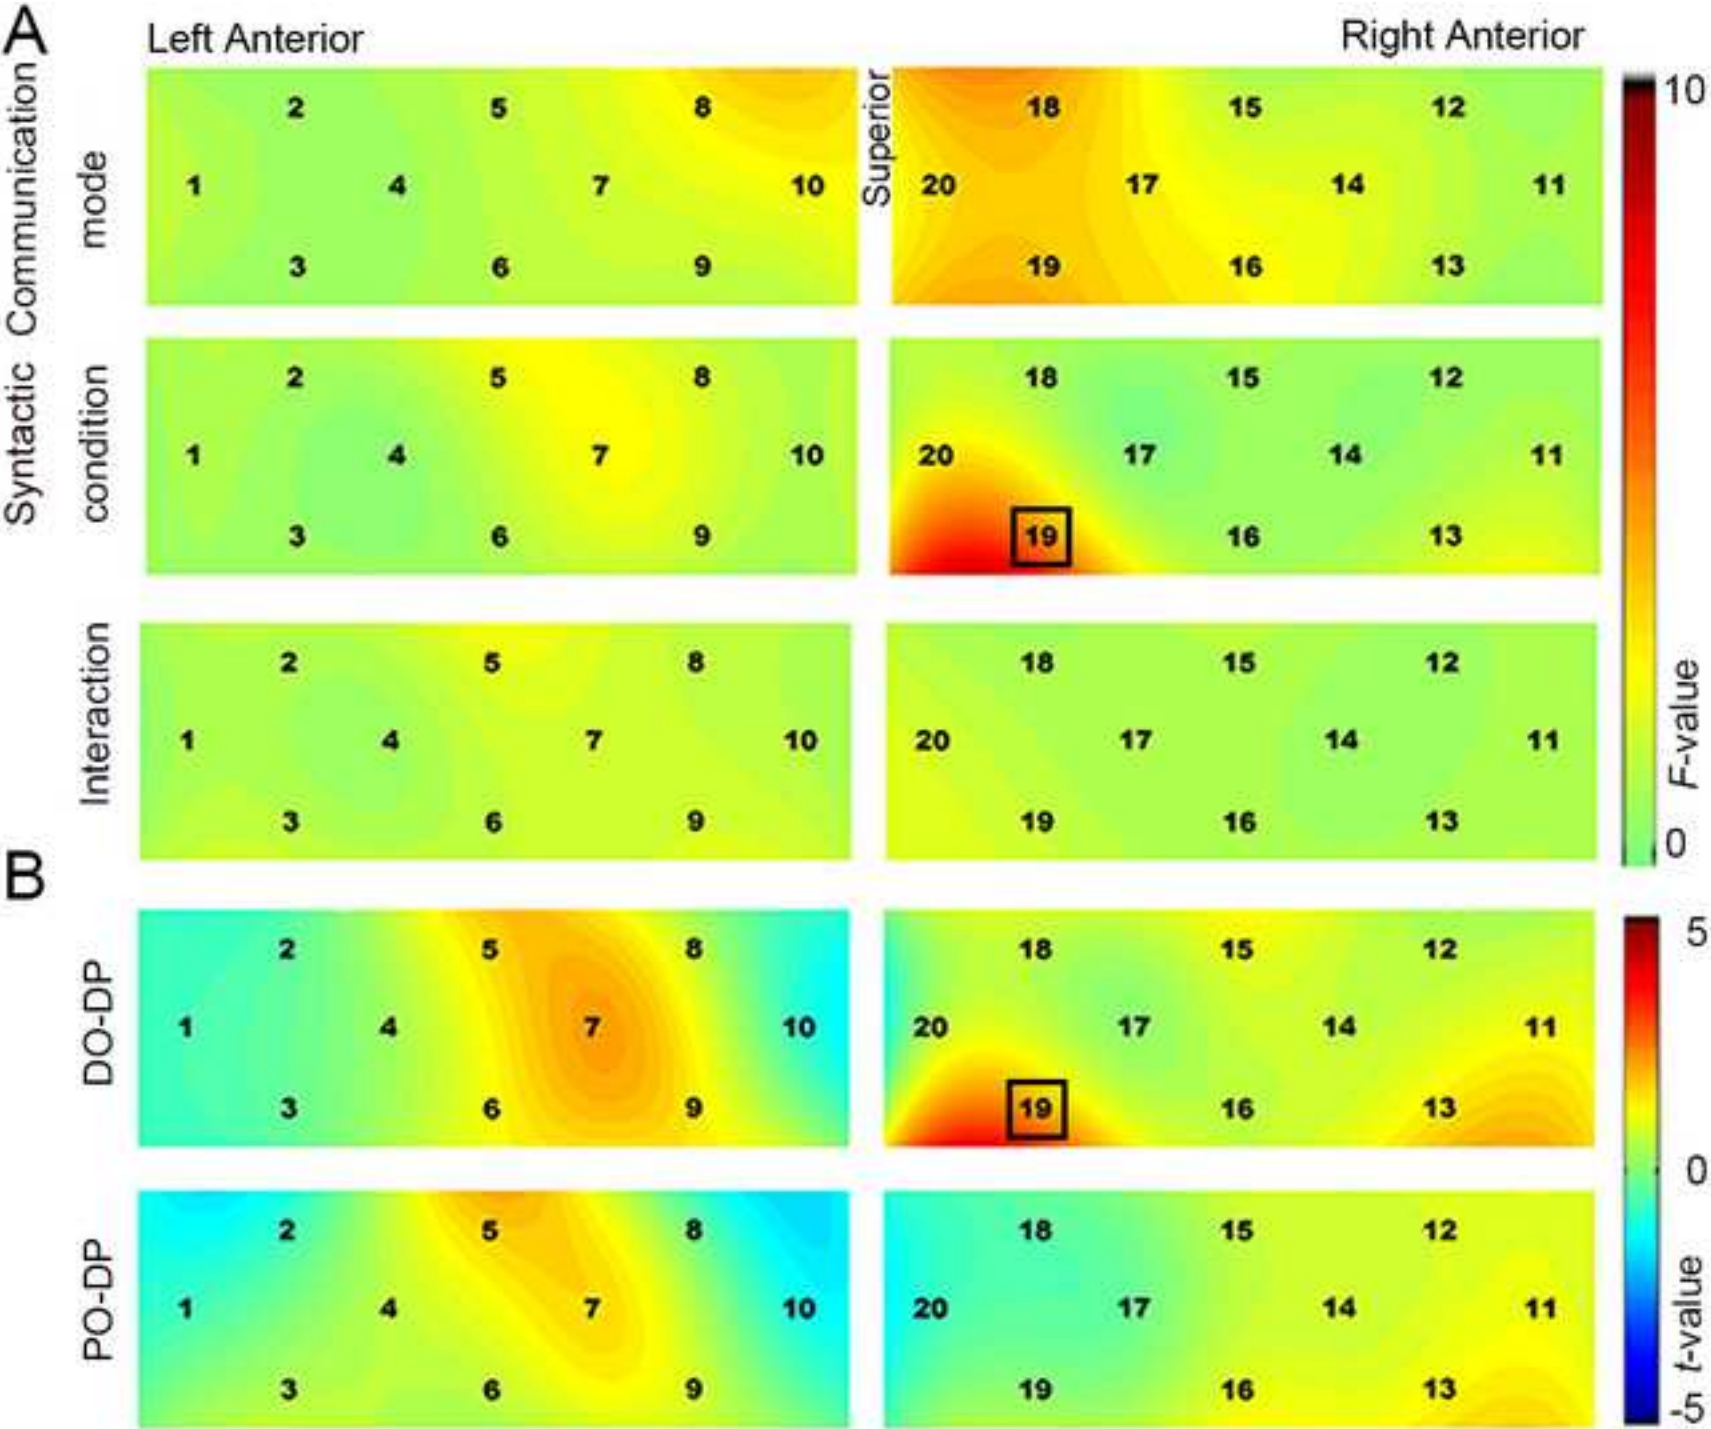 A
Left Anterior
Right Anterior
Communication
mode
2 5 8
1 4 7 10
3 6 9
Superior
18 15 12
20 17 14 11
19 16 13
10
F-value
0
Syntactic
condition
2 5 8
1 4 7 10
3 6 9
18 15 12
20 17 14 11
19 16 13
Interaction
2 5 8
1 4 7 10
3 6 9
18 15 12
20 17 14 11
19 16 13
B
DO-DP
2 5 8
1 4 7 10
3 6 9
18 15 12
20 17 14 11
19 16 13
5
0
-5
t-value
PO-DP
2 5 8
1 4 7 10
3 6 9
18 15 12
20 17 14 11
19 16 13